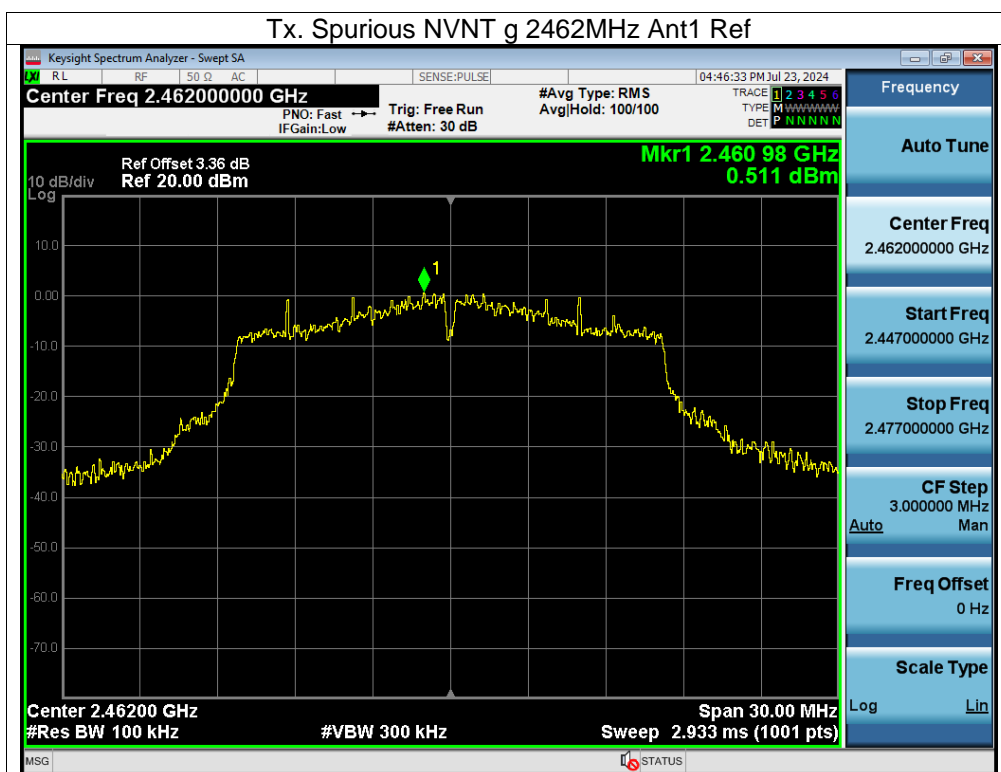 Tx. Spurious NVNT g 2462MHz Ant1 Ref
Keysight Spectrum Analyzer - Swept SA
LXI RL RF 50 Ω AC SENSE:PULSE 04:46:33 PM Jul 23, 2024
Center Freq 2.462000000 GHz
PNO: Fast
IFGain:Low
Trig: Free Run
#Atten: 30 dB
#Avg Type: RMS
Avg|Hold: 100/100
TRACE 1 2 3 4 5 6
TYPE M WWWWW
DET P N N N N N
Frequency
Mkr1 2.460 98 GHz
0.511 dBm
Ref Offset 3.36 dB
10 dB/div Ref 20.00 dBm
Log
10.0
0.00
-10.0
-20.0
-30.0
-40.0
-50.0
-60.0
-70.0
1
Center 2.46200 GHz Span 30.00 MHz
#Res BW 100 kHz #VBW 300 kHz Sweep 2.933 ms (1001 pts)
Auto Tune
Center Freq
2.462000000 GHz
Start Freq
2.447000000 GHz
Stop Freq
2.477000000 GHz
CF Step
3.000000 MHz
Auto Man
Freq Offset
0 Hz
Scale Type
Log Lin
MSG STATUS